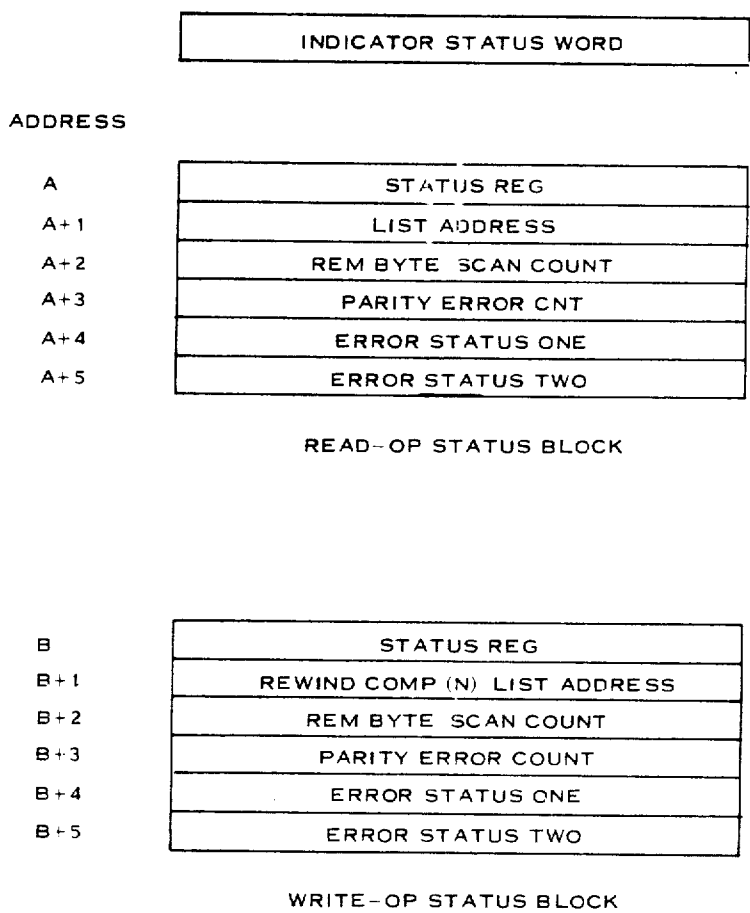 INDICATOR STATUS WORD
ADDRESS
A STATUS REG
A+1 LIST ADDRESS
A+2 REM BYTE SCAN COUNT
A+3 PARITY ERROR CNT
A+4 ERROR STATUS ONE
A+5 ERROR STATUS TWO
READ-OP STATUS BLOCK
B STATUS REG
B+1 REWIND COMP (N) LIST ADDRESS
B+2 REM BYTE SCAN COUNT
B+3 PARITY ERROR COUNT
B+4 ERROR STATUS ONE
B+5 ERROR STATUS TWO
WRITE-OP STATUS BLOCK